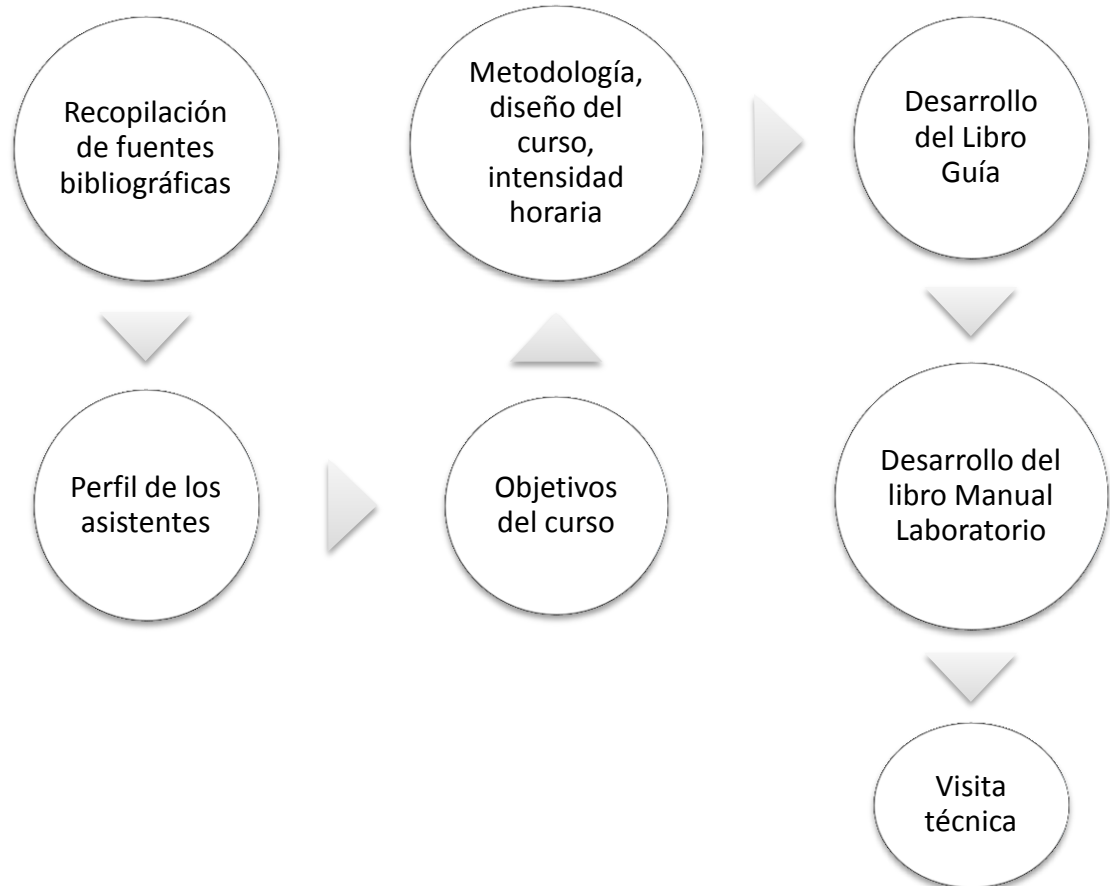 Recopilación
de fuentes
bibliográficas
Perfil de los
asistentes
Objetivos
del curso
Metodología,
diseño del
curso,
intensidad
horaria
Desarrollo
del Libro
Guía
Desarrollo del
libro Manual
Laboratorio
Visita
técnica